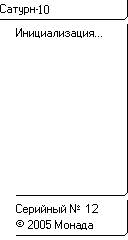 Сатурн-10
Инициализация...
Серийный № 12
© 2005 Монада